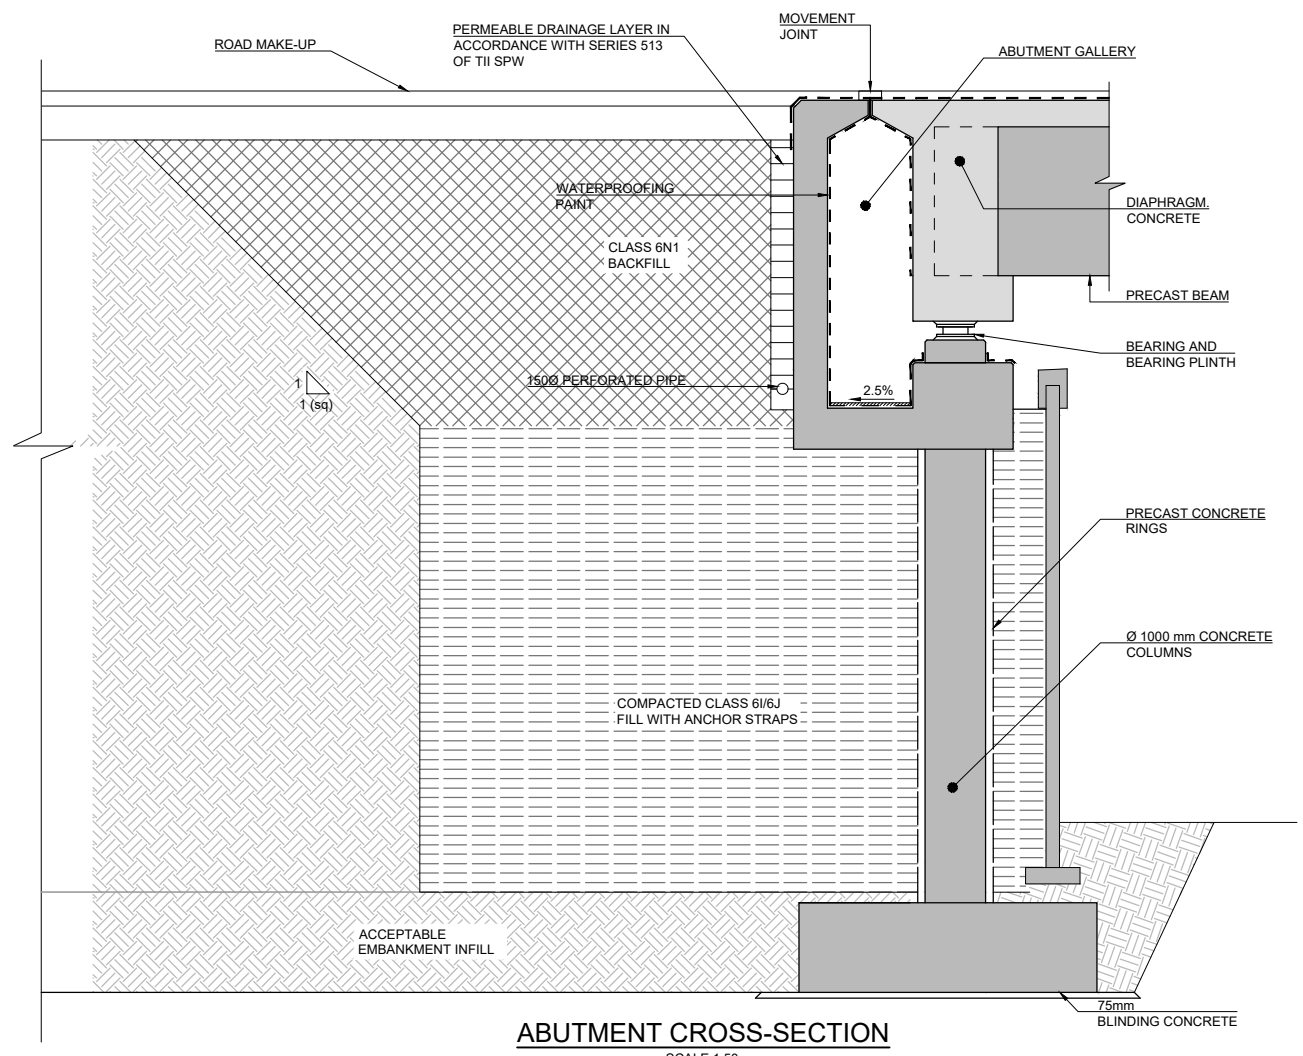 MOVEMENT
JOINT
PERMEABLE DRAINAGE LAYER IN
ACCORDANCE WITH SERIES 513
OF TII SPW
ROAD MAKE-UP
ABUTMENT GALLERY
WATERPROOFING
PAINT
DIAPHRAGM.
CONCRETE
CLASS 6N1
BACKFILL
PRECAST BEAM
BEARING AND
BEARING PLINTH
150Ø PERFORATED PIPE
2.5%
1
1 (sq)
PRECAST CONCRETE
RINGS
Ø 1000 mm CONCRETE
COLUMNS
COMPACTED CLASS 6I/6J
FILL WITH ANCHOR STRAPS
ACCEPTABLE
EMBANKMENT INFILL
75mm
BLINDING CONCRETE
ABUTMENT CROSS-SECTION